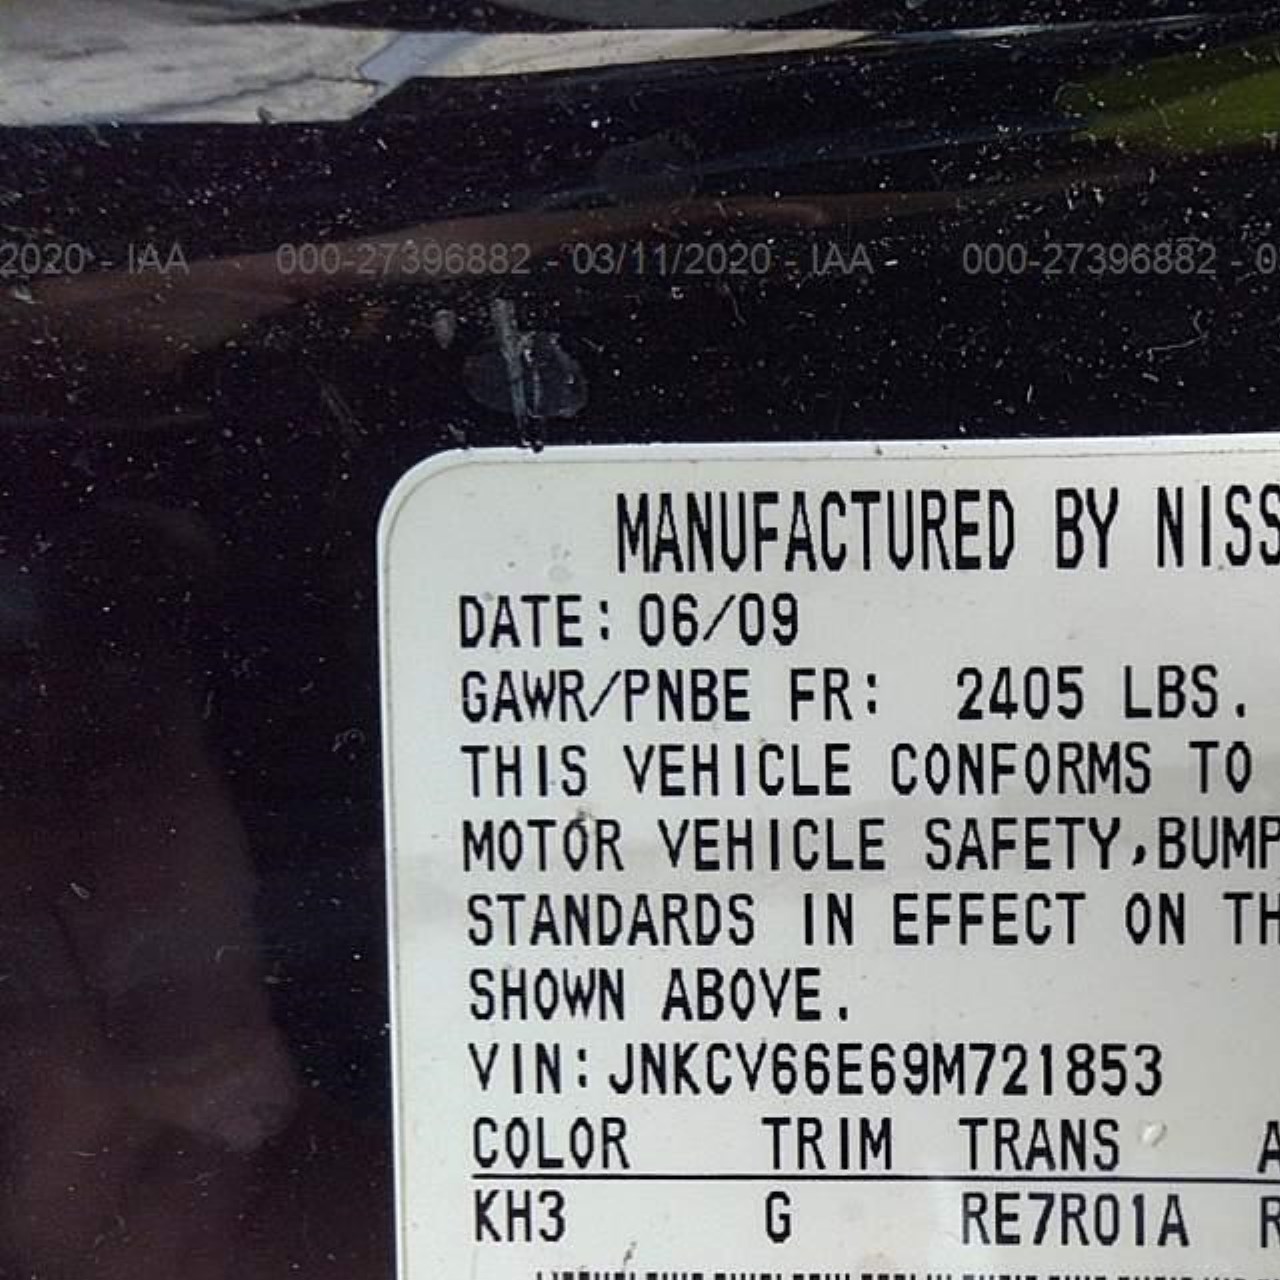 2020 - IAA 000-27396882 - 03/11/2020 - IAA 000-27396882 - 0
MANUFACTURED BY NISS
DATE: 06/09
GAWR/PNBE FR: 2405 LBS.
THIS VEHICLE CONFORMS TO
MOTOR VEHICLE SAFETY,BUMP
STANDARDS IN EFFECT ON TH
SHOWN ABOVE.
VIN:JNKCV66E69M721853
COLOR TRIM TRANS A
KH3 G RE7R01A R